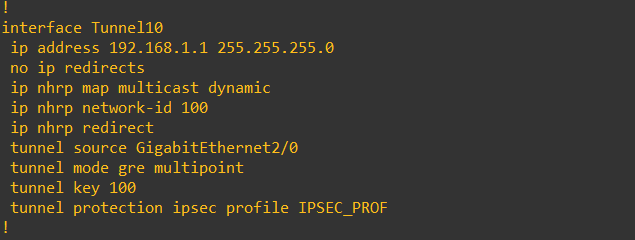 !
interface Tunnel10
 ip address 192.168.1.1 255.255.255.0
 no ip redirects
 ip nhrp map multicast dynamic
 ip nhrp network-id 100
 ip nhrp redirect
 tunnel source GigabitEthernet2/0
 tunnel mode gre multipoint
 tunnel key 100
 tunnel protection ipsec profile IPSEC_PROF
!